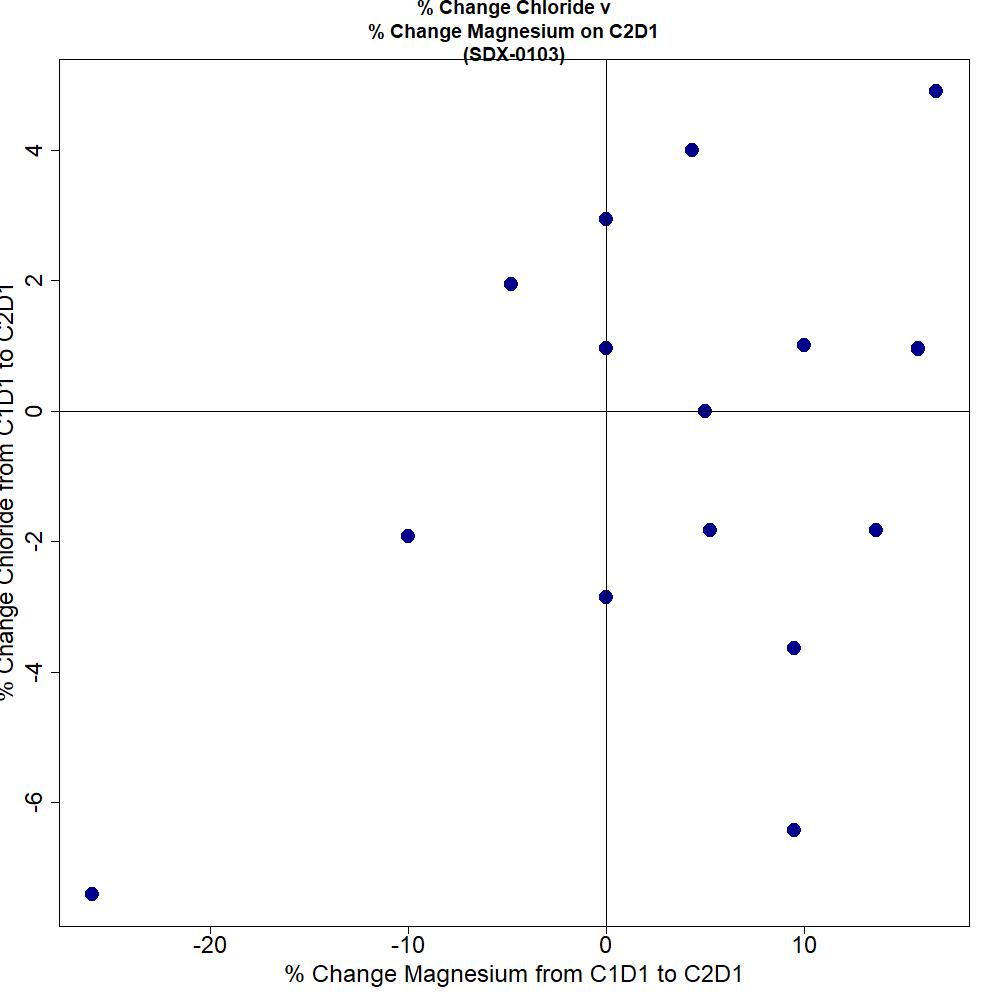 % Change Chloride v
% Change Magnesium on C2D1
(SDX-0103)
% Change Chloride from C1D1 to C2D1
4
2
0
-2
-4
-6
-20
-10
0
10
% Change Magnesium from C1D1 to C2D1